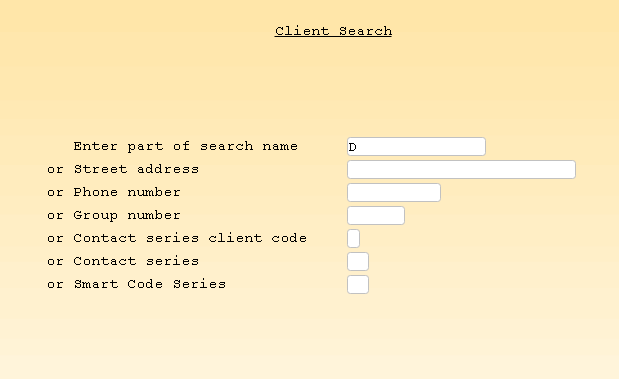 Client Search
Enter part of search name D
or Street address
or Phone number
or Group number
or Contact series client code
or Contact series
or Smart Code Series